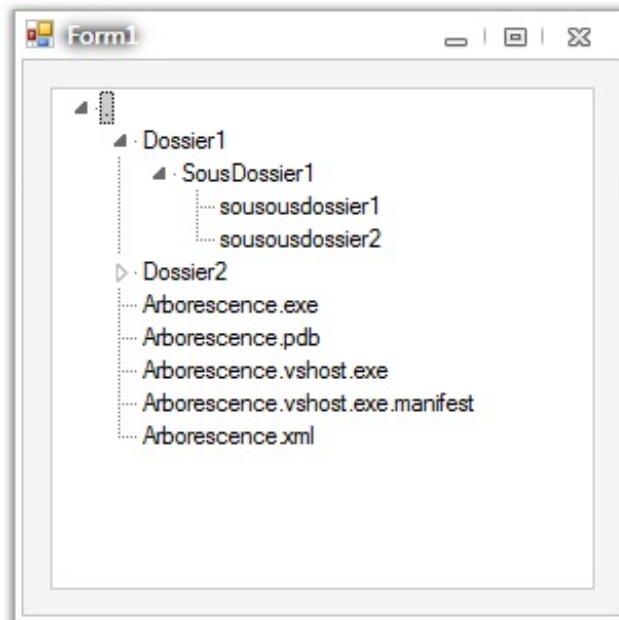 Form1
.
Dossier1
SousDossier1
sousousdossier1
sousousdossier2
Dossier2
Arborescence.exe
Arborescence.pdb
Arborescence.vshost.exe
Arborescence.vshost.exe.manifest
Arborescence.xml